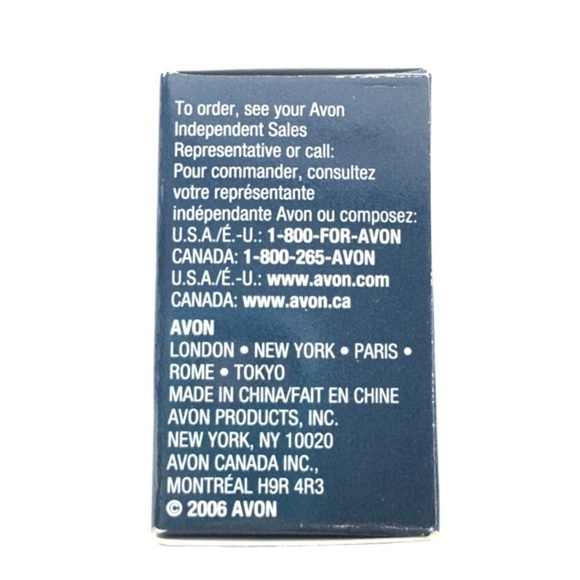 To order, see your Avon
Independent Sales
Representative or call:
Pour commander, consultez
votre représentante
indépendante Avon ou composez:
U.S.A./É.-U.: 1-800-FOR-AVON
CANADA: 1-800-265-AVON
U.S.A./É.-U.: www.avon.com
CANADA: www.avon.ca
AVON
LONDON • NEW YORK • PARIS •
ROME • TOKYO
MADE IN CHINA/FAIT EN CHINE
AVON PRODUCTS, INC.
NEW YORK, NY 10020
AVON CANADA INC.,
MONTRÉAL H9R 4R3
© 2006 AVON